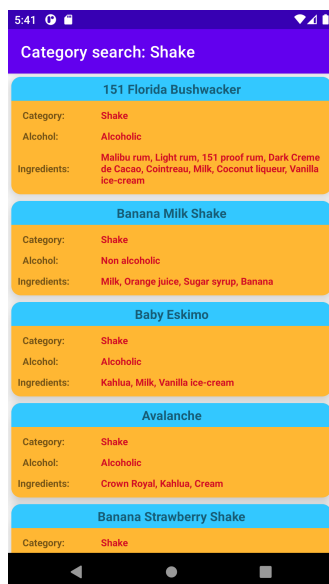 5:41
Category search: Shake
151 Florida Bushwacker
Category: Shake
Alcohol: Alcoholic
Ingredients: Malibu rum, Light rum, 151 proof rum, Dark Creme
de Cacao, Cointreau, Milk, Coconut liqueur, Vanilla
ice-cream
Banana Milk Shake
Category: Shake
Alcohol: Non alcoholic
Ingredients: Milk, Orange juice, Sugar syrup, Banana
Baby Eskimo
Category: Shake
Alcohol: Alcoholic
Ingredients: Kahlua, Milk, Vanilla ice-cream
Avalanche
Category: Shake
Alcohol: Alcoholic
Ingredients: Crown Royal, Kahlua, Cream
Banana Strawberry Shake
Category: Shake